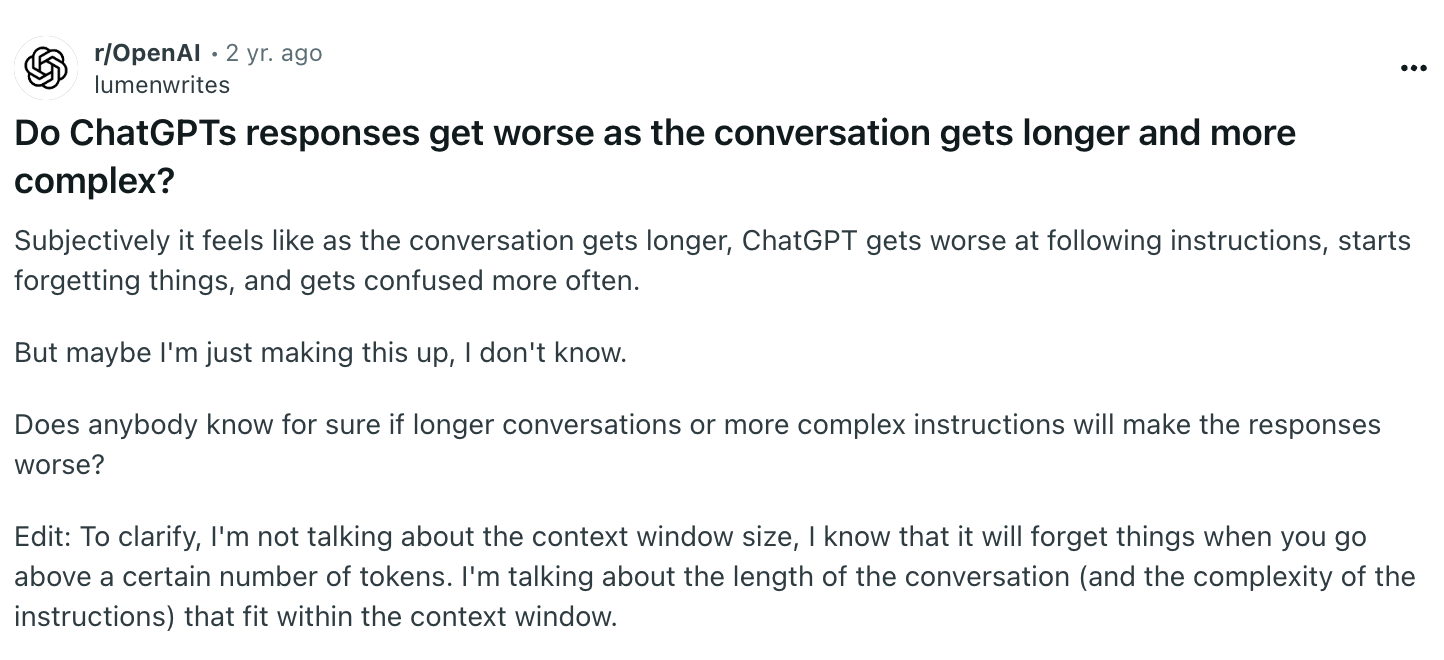 r/OpenAI • 2 yr. ago
lumenwrites
Do ChatGPTs responses get worse as the conversation gets longer and more
complex?
Subjectively it feels like as the conversation gets longer, ChatGPT gets worse at following instructions, starts
forgetting things, and gets confused more often.
But maybe I'm just making this up, I don't know.
Does anybody know for sure if longer conversations or more complex instructions will make the responses
worse?
Edit: To clarify, I'm not talking about the context window size, I know that it will forget things when you go
above a certain number of tokens. I'm talking about the length of the conversation (and the complexity of the
instructions) that fit within the context window.